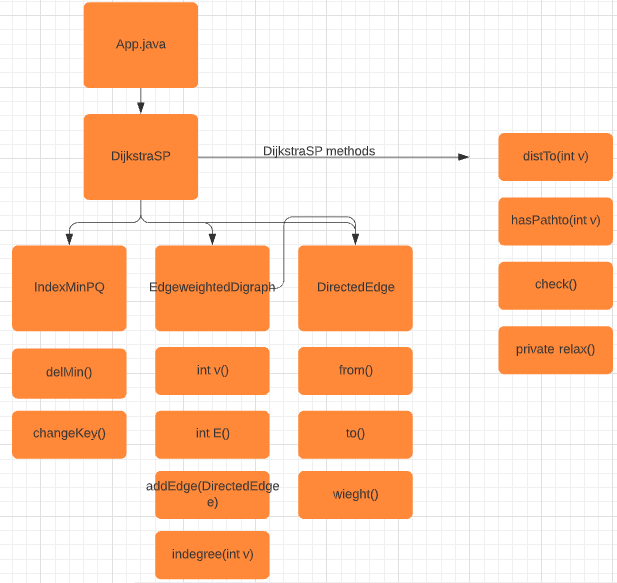 App.java
DijkstraSP
DijkstraSP methods
distTo(int v)
hasPathto(int v)
check()
private relax()
IndexMinPQ
EdgeweightedDigraph
DirectedEdge
delMin()
changeKey()
int v()
int E()
addEdge(DirectedEdge
e)
indegree(int v)
from()
to()
wieght()